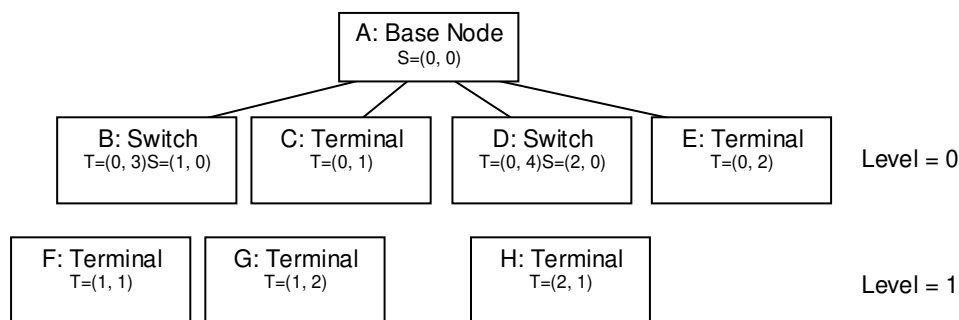 A: Base Node
S=(0, 0)
B: Switch
T=(0, 3)S=(1, 0)
C: Terminal
T=(0, 1)
D: Switch
T=(0, 4)S=(2, 0)
E: Terminal
T=(0, 2)
Level = 0
F: Terminal
T=(1, 1)
G: Terminal
T=(1, 2)
H: Terminal
T=(2, 1)
Level = 1